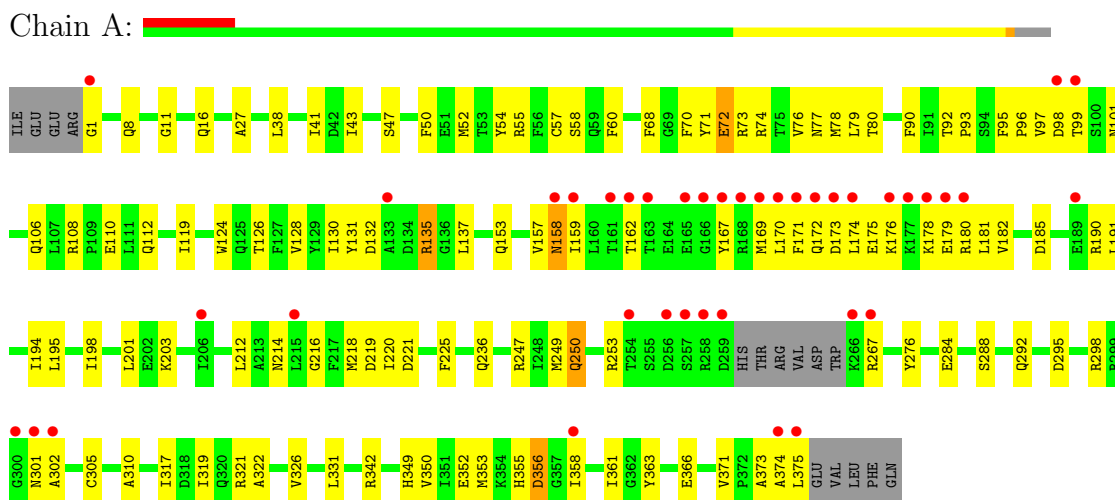 Chain A:
ILE GLU GLU ARG G1 Q8 G11 Q16 A27 L38 I41 D42 I43 S47 F50 E51 M52 T53 Y54 R55 F56 C57 S58 Q59 F60 F68 G69 F70 Y71 E72 R73 R74 T75 V76 N77 M78 L79 T80 F90 I91 T92 P93 S94 F95 P96 V97 D98 T99 S100 N101
Q106 L107 R108 P109 E110 L111 Q112 I119 W124 Q125 T126 F127 V128 Y129 I130 Y131 D132 A133 D134 R135 G136 L137 Q153 V157 N158 I159 L160 T161 T162 T163 E164 E165 G166 Y167 R168 M169 L170 F171 Q172 D173 L174 E175 K176 K177 K178 E179 R180 L181 V182 D185 E189 R190 L191
I194 L195 I198 L201 E202 K203 I206 L212 A213 N214 L215 G216 F217 M218 D219 I220 D221 F225 Q236 R247 I248 M249 Q250 R253 T254 S255 D256 S257 R258 D259 HIS THR ARG VAL ASP TRP K266 R267 Y276 E284 S288 Q292 D295 R298 R299
G300 N301 A302 C305 A310 I317 D318 I319 Q320 R321 A322 V326 L331 R342 H349 V350 I351 E352 M353 K354 H355 D356 G357 I358 I361 G362 Y363 E366 V371 P372 A373 A374 L375 GLU VAL LEU PHE GLN